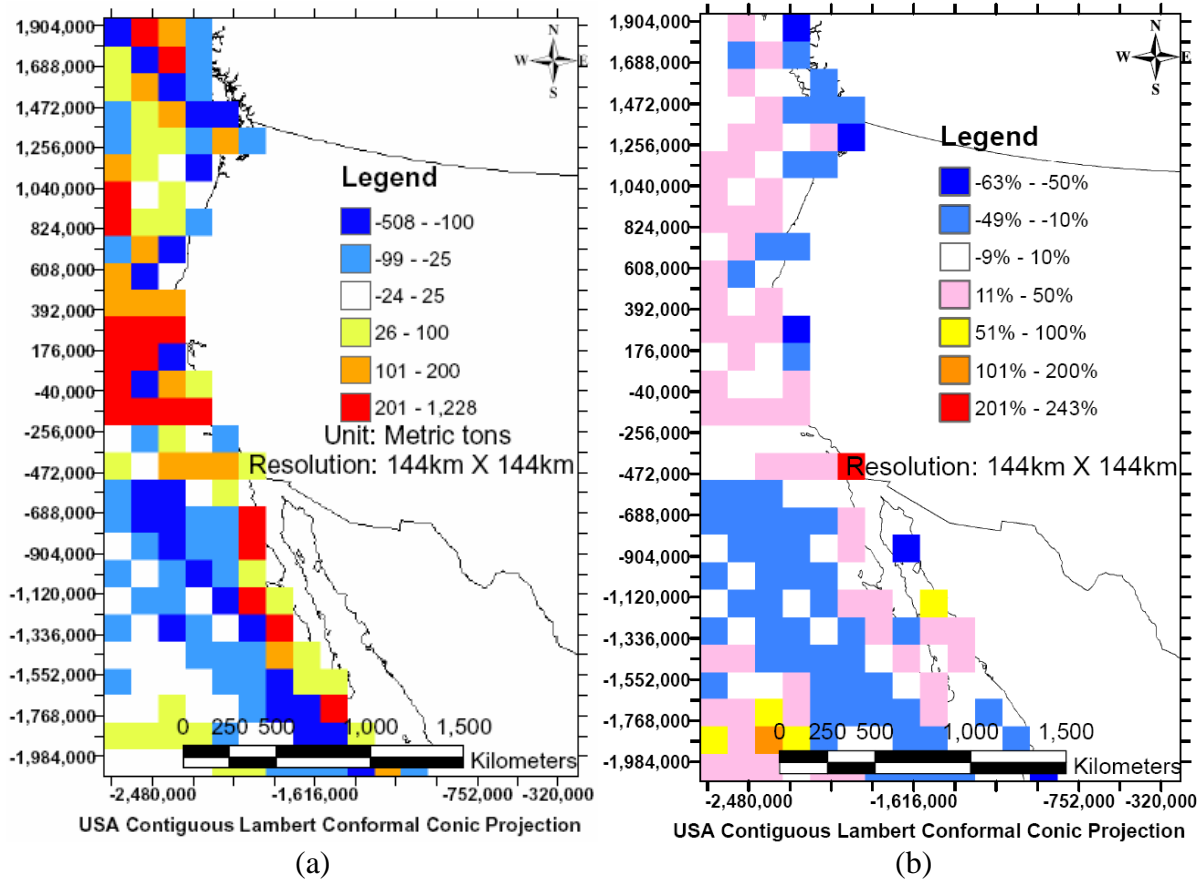 1,904,000
1,688,000
1,472,000
1,256,000
1,040,000
824,000
608,000
392,000
176,000
-40,000
-256,000
-472,000
-688,000
-904,000
-1,120,000
-1,336,000
-1,552,000
-1,768,000
-1,984,000
N
W E
S
Legend
-508 - -100
-99 - -25
-24 - 25
26 - 100
101 - 200
201 - 1,228
Unit: Metric tons
Resolution: 144km X 144km
0 250 500 1,000 1,500
Kilometers
-2,480,000 -1,616,000 -752,000 -320,000
USA Contiguous Lambert Conformal Conic Projection
(a)
1,904,000
1,688,000
1,472,000
1,256,000
1,040,000
824,000
608,000
392,000
176,000
-40,000
-256,000
-472,000
-688,000
-904,000
-1,120,000
-1,336,000
-1,552,000
-1,768,000
-1,984,000
N
W E
S
Legend
-63% - -50%
-49% - -10%
-9% - 10%
11% - 50%
51% - 100%
101% - 200%
201% - 243%
Resolution: 144km X 144km
0 250 500 1,000 1,500
Kilometers
-2,480,000 -1,616,000 -752,000 -320,000
USA Contiguous Lambert Conformal Conic Projection
(b)